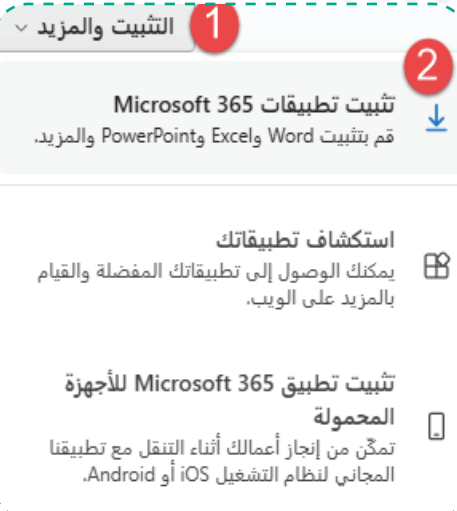 التثبيت والمزيد
1
2
تثبيت تطبيقات Microsoft 365
قم بتثبيت Word وExcel وPowerPoint والمزيد.
استكشاف تطبيقاتك
يمكنك الوصول إلى تطبيقاتك المفضلة والقيام
بالمزيد على الويب.
تثبيت تطبيق Microsoft 365 للأجهزة
المحمولة
تمكّن من إنجاز أعمالك أثناء التنقل مع تطبيقنا
المجاني لنظام التشغيل iOS أو Android.